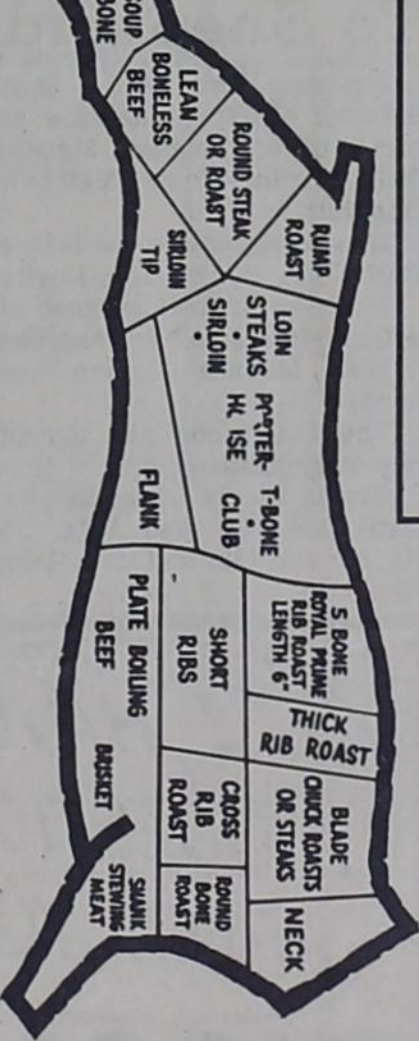 SOUP
BONE
LEAN
BONELESS
BEEF
ROUND STEAK
OR ROAST
RUMP
ROAST
SIRLOIN
TIP
LOIN
STEAKS
•
SIRLOIN
•
PORTER-
H ISE
T-BONE
•
CLUB
FLANK
5 BONE
ROYAL PRIME
RIB ROAST
LENGTH 6"
THICK
RIB ROAST
BLADE
CHUCK ROASTS
OR STEAKS
NECK
SHORT
RIBS
CROSS
RIB
ROAST
ROUND
BONE
ROAST
PLATE BOILING
BEEF
BRISKET
SHANK
STEWING
MEAT